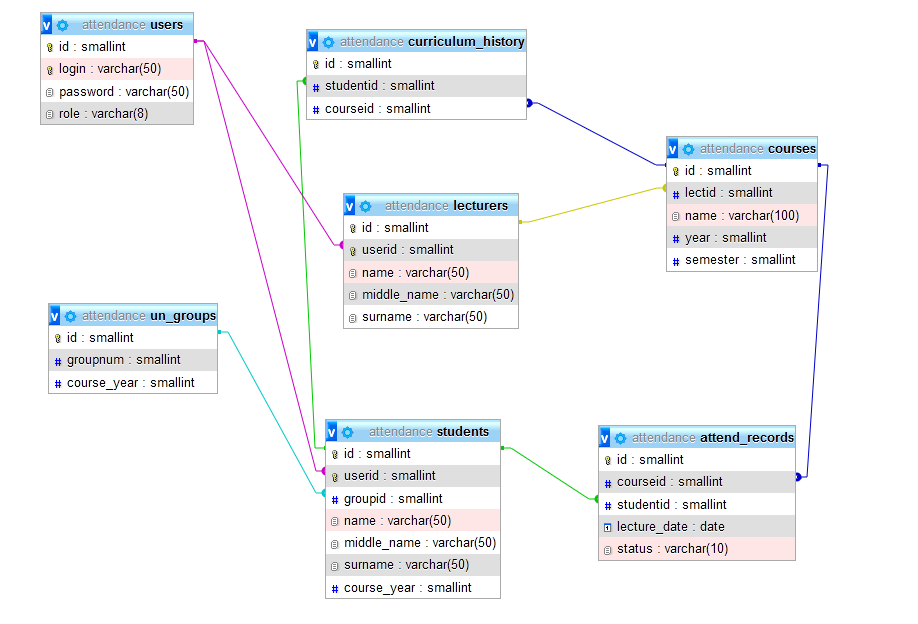 attendance users
id : smallint
login : varchar(50)
password : varchar(50)
role : varchar(8)
attendance curriculum_history
id : smallint
studentid : smallint
courseid : smallint
attendance courses
id : smallint
lectid : smallint
name : varchar(100)
year : smallint
semester : smallint
attendance lecturers
id : smallint
userid : smallint
name : varchar(50)
middle_name : varchar(50)
surname : varchar(50)
attendance un_groups
id : smallint
groupnum : smallint
course_year : smallint
attendance students
id : smallint
userid : smallint
groupid : smallint
name : varchar(50)
middle_name : varchar(50)
surname : varchar(50)
course_year : smallint
attendance attend_records
id : smallint
courseid : smallint
studentid : smallint
lecture_date : date
status : varchar(10)